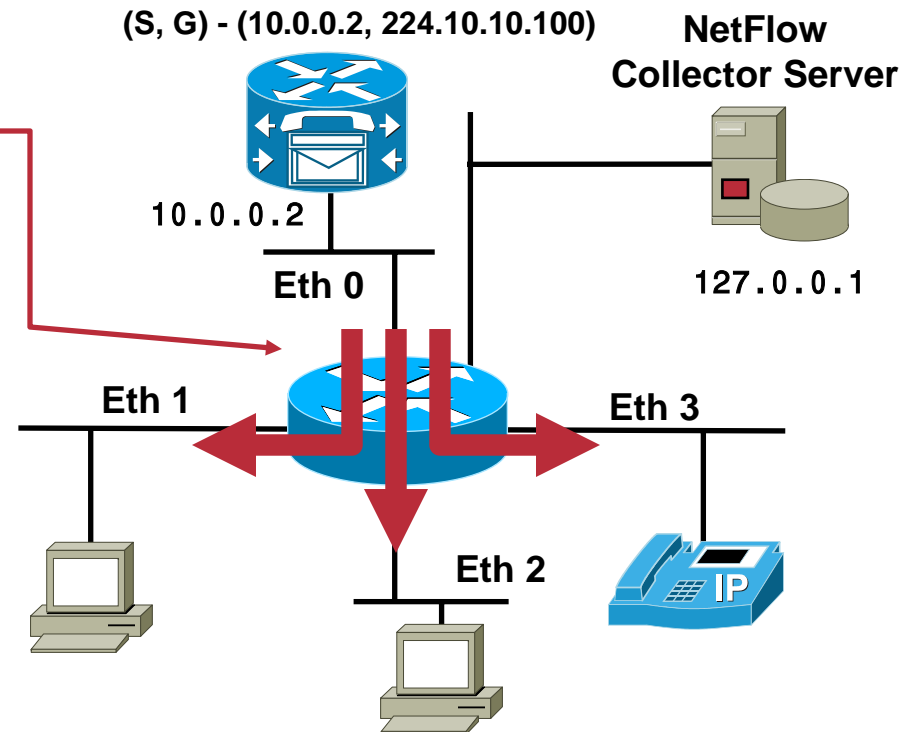 (S, G) - (10.0.0.2, 224.10.10.100)
NetFlow
Collector Server
10.0.0.2
127.0.0.1
Eth 0
Eth 1
Eth 3
IP
Eth 2